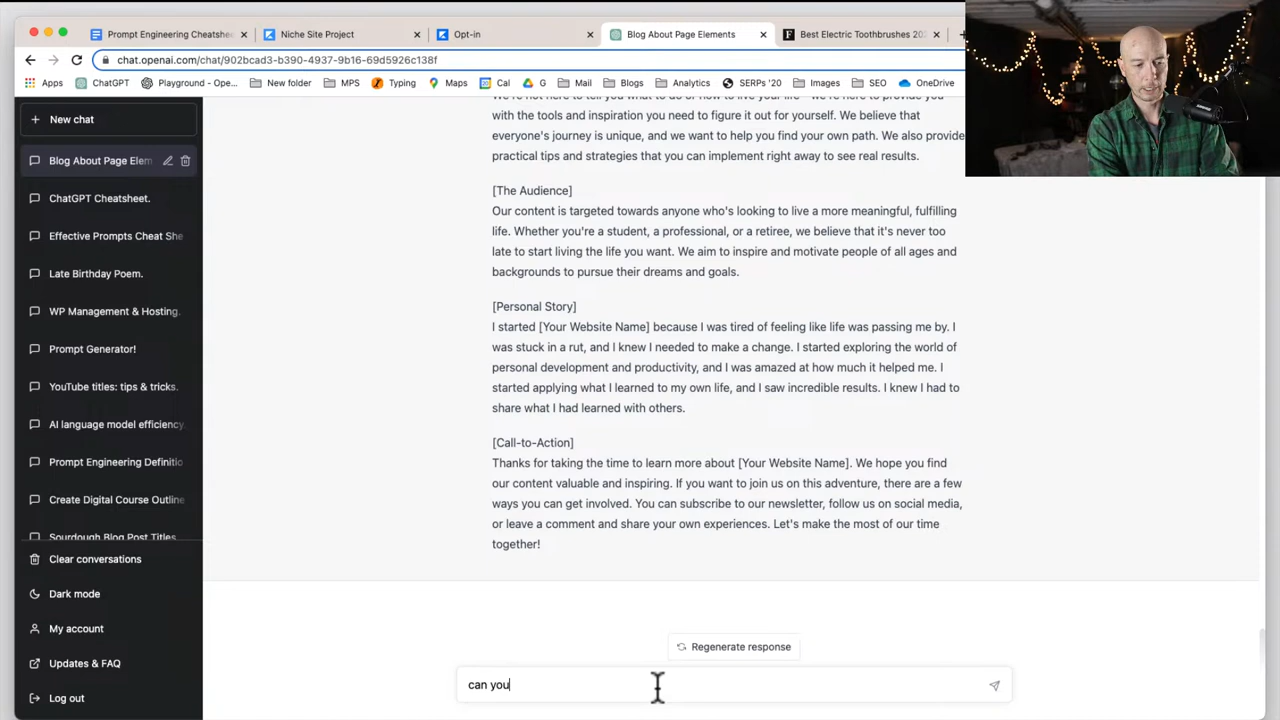 Prompt Engineering Cheatshe
Niche Site Project
Opt-in
Blog About Page Elements
Best Electric Toothbrushes 202
chat.openai.com/chat/902bcad3-b390-4937-9b16-69d5926c138f
Apps
ChatGPT
Playground - Ope...
New folder
MPS
Typing
Maps
Cal
G
Mail
Blogs
Analytics
SERPs '20
Images
SEO
OneDrive
New chat
Blog About Page Elem
ChatGPT Cheatsheet.
Effective Prompts Cheat She
Late Birthday Poem.
WP Management & Hosting.
Prompt Generator!
YouTube titles: tips & tricks.
AI language model efficiency.
Prompt Engineering Definitio
Create Digital Course Outline
Sourdough Blog Post Titles
Clear conversations
Dark mode
My account
Updates & FAQ
Log out
We're not here to tell you what to do or how to live your life - we're here to provide you
with the tools and inspiration you need to figure it out for yourself. We believe that
everyone's journey is unique, and we want to help you find your own path. We also provide
practical tips and strategies that you can implement right away to see real results.
[The Audience]
Our content is targeted towards anyone who's looking to live a more meaningful, fulfilling
life. Whether you're a student, a professional, or a retiree, we believe that it's never too
late to start living the life you want. We aim to inspire and motivate people of all ages and
backgrounds to pursue their dreams and goals.
[Personal Story]
I started [Your Website Name] because I was tired of feeling like life was passing me by. I
was stuck in a rut, and I knew I needed to make a change. I started exploring the world of
personal development and productivity, and I was amazed at how much it helped me. I
started applying what I learned to my own life, and I saw incredible results. I knew I had to
share what I had learned with others.
[Call-to-Action]
Thanks for taking the time to learn more about [Your Website Name]. We hope you find
our content valuable and inspiring. If you want to join us on this adventure, there are a few
ways you can get involved. You can subscribe to our newsletter, follow us on social media,
or leave a comment and share your own experiences. Let's make the most of our time
together!
Regenerate response
can you